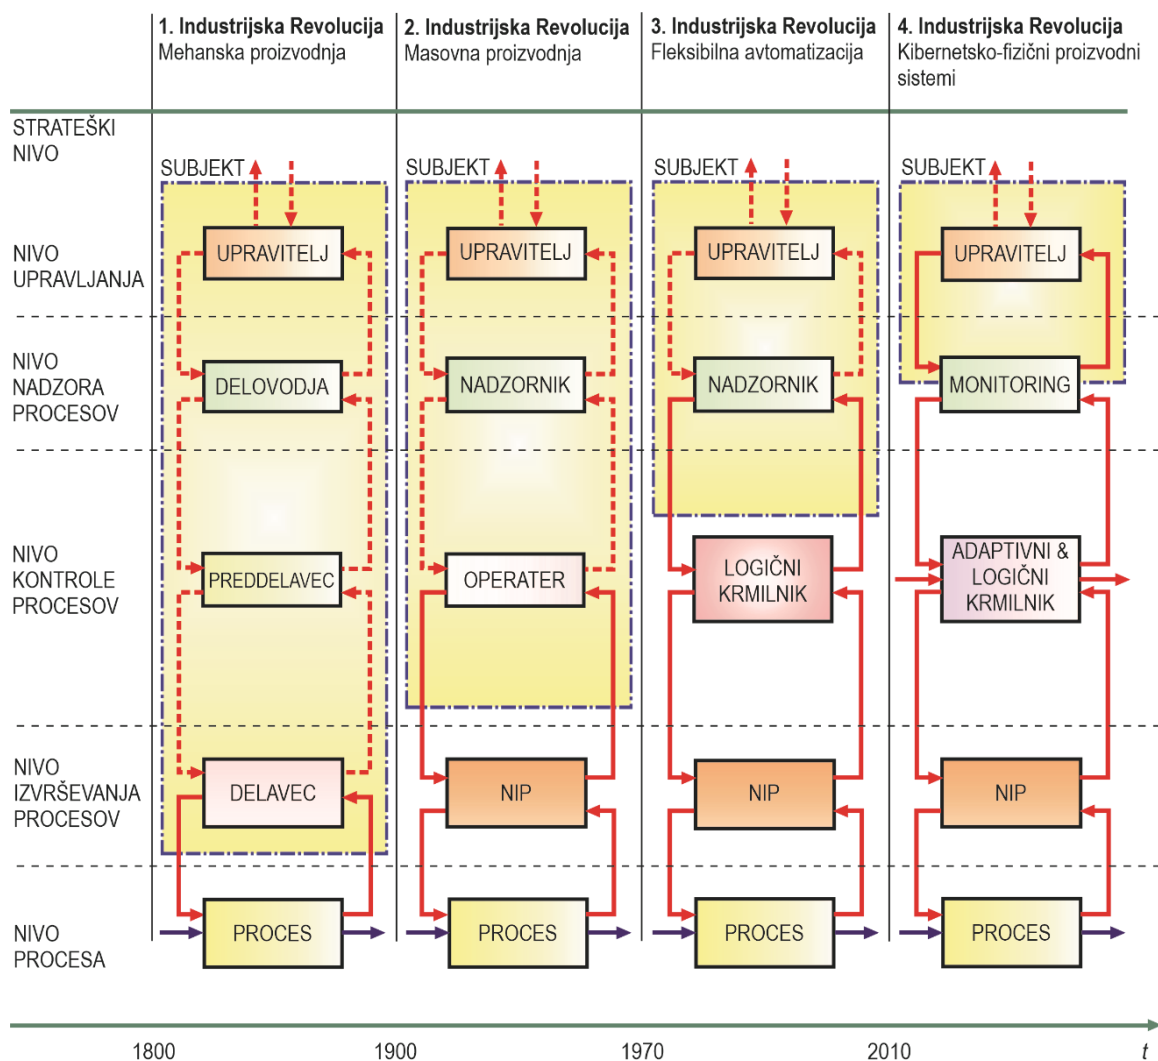 1. Industrijska Revolucija
Mehanska proizvodnja
2. Industrijska Revolucija
Masovna proizvodnja
3. Industrijska Revolucija
Fleksibilna avtomatizacija
4. Industrijska Revolucija
Kibernetsko-fizični proizvodni
sistemi
STRATEŠKI
NIVO
SUBJEKT
SUBJEKT
SUBJEKT
SUBJEKT
NIVO
UPRAVLJANJA
UPRAVITELJ
UPRAVITELJ
UPRAVITELJ
UPRAVITELJ
NIVO
NADZORA
PROCESOV
DELOVODJA
NADZORNIK
NADZORNIK
MONITORING
NIVO
KONTROLE
PROCESOV
PREDDELAVEC
OPERATER
LOGIČNI
KRMILNIK
ADAPTIVNI &
LOGIČNI
KRMILNIK
NIVO
IZVRŠEVANJA
PROCESOV
DELAVEC
NIP
NIP
NIP
NIVO
PROCESA
PROCES
PROCES
PROCES
PROCES
1800
1900
1970
2010
t